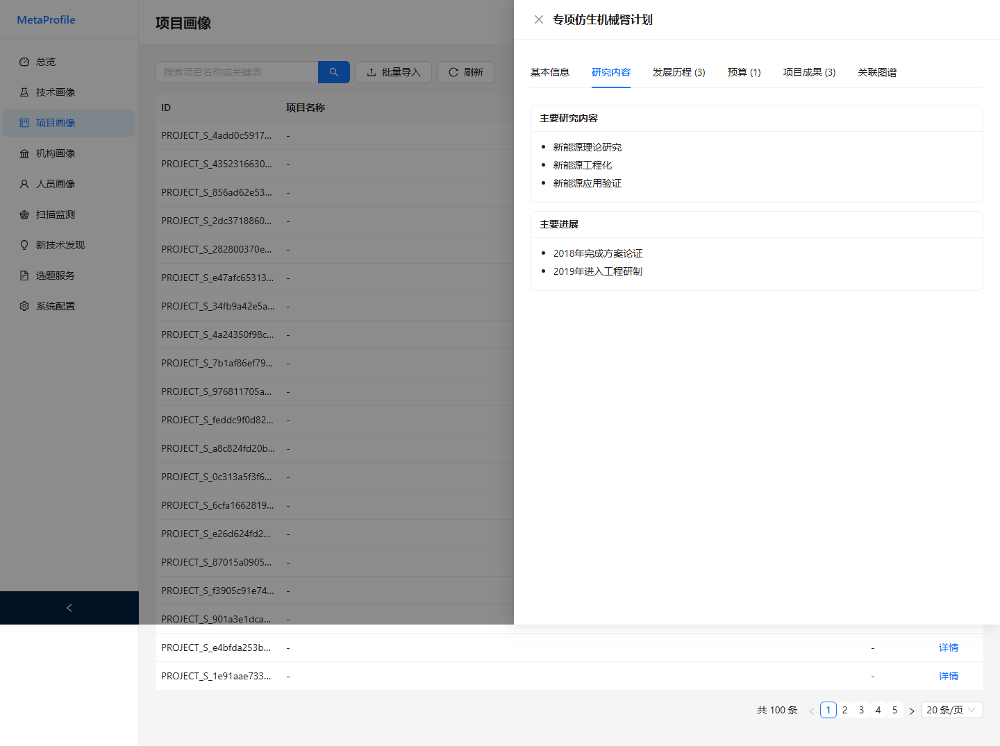 MetaProfile
总览
技术画像
项目画像
机构画像
人员画像
扫描监测
新技术发现
选题服务
系统配置
项目画像
搜索项目名称或关键词
批量导入
刷新
ID 项目名称
PROJECT_S_4add0c5917... -
PROJECT_S_4352316630... -
PROJECT_S_856ad62e53... -
PROJECT_S_2dc3718860... -
PROJECT_S_282800370e... -
PROJECT_S_e47afc65313... -
PROJECT_S_34fb9a42e5a... -
PROJECT_S_4a24350f98c... -
PROJECT_S_7b1af86ef79... -
PROJECT_S_976811705a... -
PROJECT_S_feddc9f0d82... -
PROJECT_S_a8c824fd20b... -
PROJECT_S_0c313a5f3f6... -
PROJECT_S_6cfa1662819... -
PROJECT_S_e26d624fd2... -
PROJECT_S_87015a0905... -
PROJECT_S_f3905c91e74... -
PROJECT_S_901a3e1dca... -
PROJECT_S_e4bfda253b... - - 详情
PROJECT_S_1e91aae733... - - 详情
共 100 条 1 2 3 4 5 20 条/页
专项仿生机械臂计划
基本信息 研究内容 发展历程 (3) 预算 (1) 项目成果 (3) 关联图谱
主要研究内容
新能源理论研究
新能源工程化
新能源应用验证
主要进展
2018年完成方案论证
2019年进入工程研制